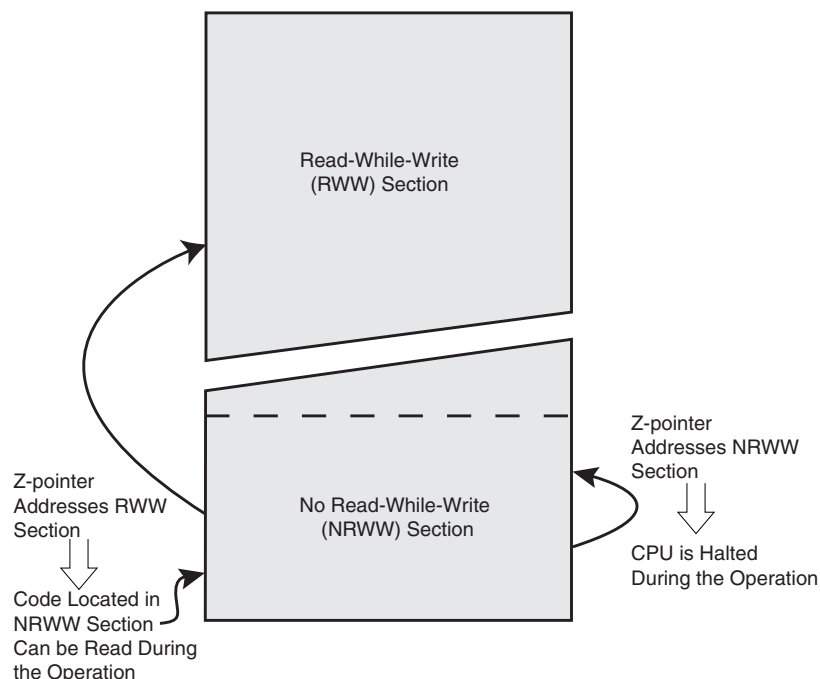 Read-While-Write
(RWW) Section
Z-pointer
Addresses RWW
Section
Code Located in
NRWW Section
Can be Read During
the Operation
No Read-While-Write
(NRWW) Section
Z-pointer
Addresses NRWW
Section
CPU is Halted
During the Operation